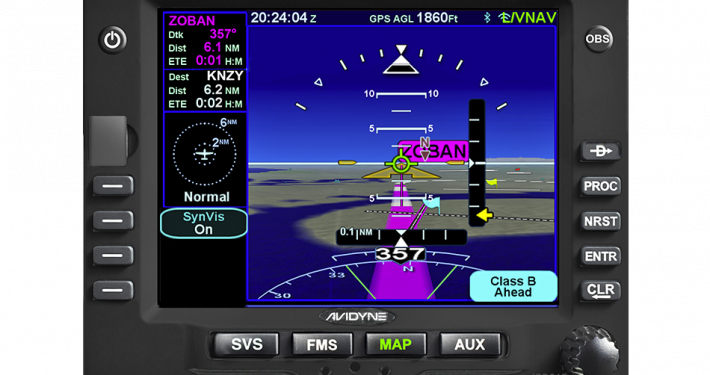 ZOBAN
Dtk 357°
Dist 6.1 NM
ETE 0:01 H:M
Dest KNZY
Dist 6.2 NM
ETE 0:02 H:M
6NM
2NM
Normal
SynVis
On
20:24:04 Z GPS AGL 1860Ft /VNAV
10 10
5 5
N
ZOBAN
5 5
0.1 NM
357
33 N
30
Class B
Ahead
OBS
D
PROC
NRST
ENTR
CLR
AVIDYNE
SVS FMS MAP AUX